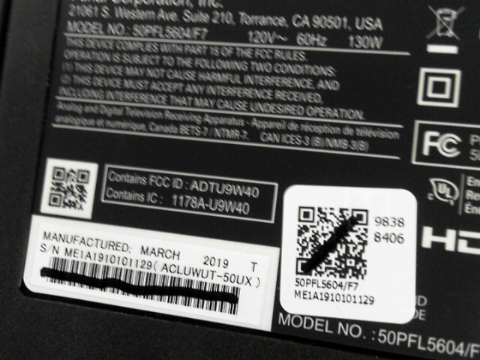 21061 S. Western Ave., Suite 210, Torrance, CA 90501, USA
MODEL NO : 50PFL5604/F7 120V~ 60Hz 130W
THIS DEVICE COMPLIES WITH PART 15 OF THE FCC RULES.
OPERATION IS SUBJECT TO THE FOLLOWING TWO CONDITIONS:
(1) THIS DEVICE MAY NOT CAUSE HARMFUL INTERFERENCE, AND
(2) THIS DEVICE MUST ACCEPT ANY INTERFERENCE RECEIVED,
INCLUDING INTERFERENCE THAT MAY CAUSE UNDESIRED OPERATION.
Analog and Digital Television Receiving Apparatus - Appareil de réception de télévision
analogique et numérique, Canada BETS-7 / NTMR-7. CAN ICES-3 (B) NMB-3(B)
FC
UL
Contains FCC ID : ADTU9W40
Contains IC : 1178A-U9W40
9838
8406
50PFL5604/F7
ME1A1910101129
MANUFACTURED: MARCH 2019 T
S/N ME1A1910101129(ACLUWUT-50UX)
MODEL NO. :50PFL5604/F